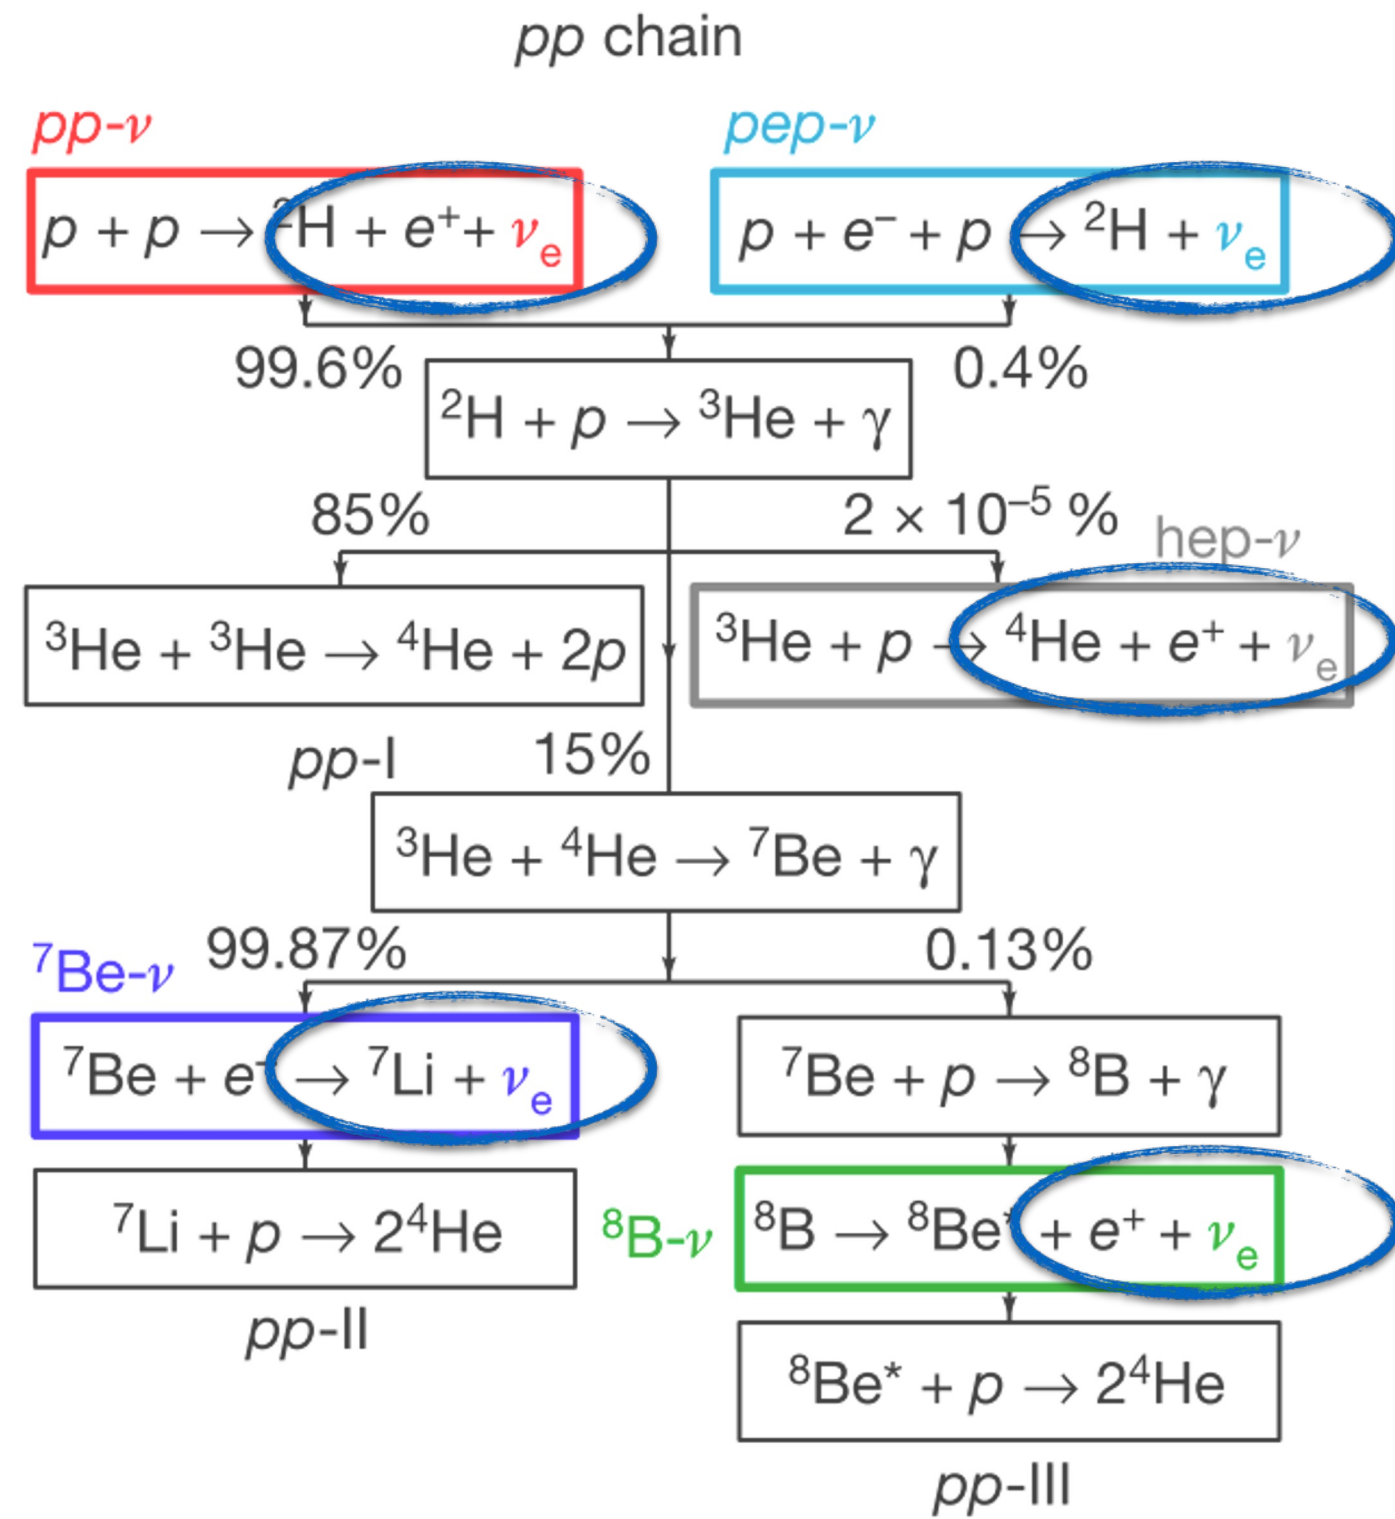 pp chain
pp-ν
pep-ν
p + p → ²H + e⁺ + νₑ
p + e⁻ + p → ²H + νₑ
99.6%
0.4%
²H + p → ³He + γ
85%
2 × 10⁻⁵ %
hep-ν
³He + ³He → ⁴He + 2p
³He + p → ⁴He + e⁺ + νₑ
pp-I
15%
³He + ⁴He → ⁷Be + γ
⁷Be-ν
99.87%
0.13%
⁷Be + e⁻ → ⁷Li + νₑ
⁷Be + p → ⁸B + γ
⁷Li + p → 2⁴He
⁸B-ν
⁸B → ⁸Be* + e⁺ + νₑ
pp-II
⁸Be* + p → 2⁴He
pp-III